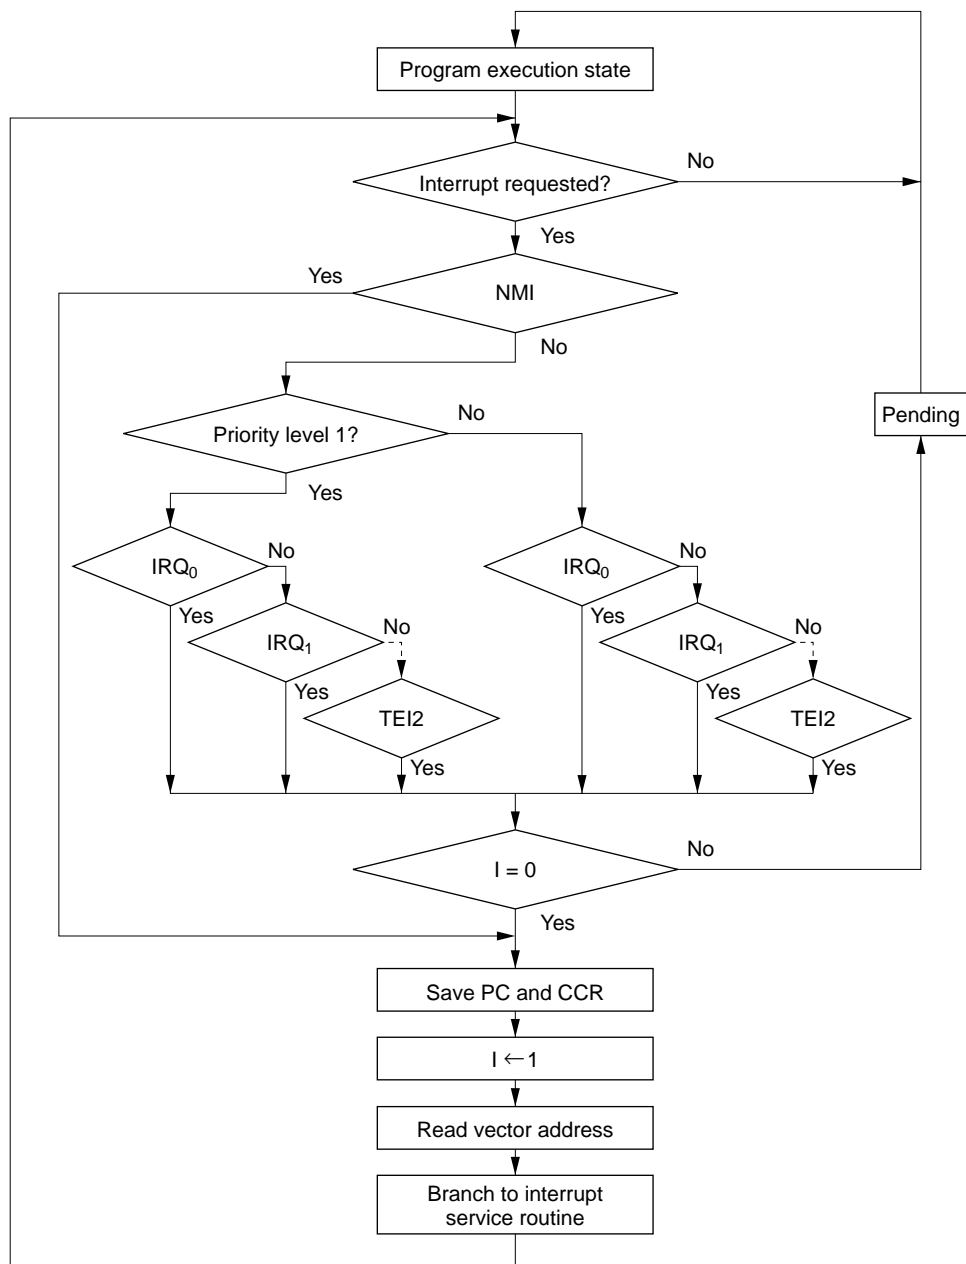 Program execution state
No
Interrupt requested?
Yes
Yes
NMI
No
No
Pending
Priority level 1?
Yes
No
No
IRQ0
IRQ0
Yes
No
Yes
No
IRQ1
IRQ1
Yes
Yes
TEI2
TEI2
Yes
Yes
No
I = 0
Yes
Save PC and CCR
I ←1
Read vector address
Branch to interrupt
service routine